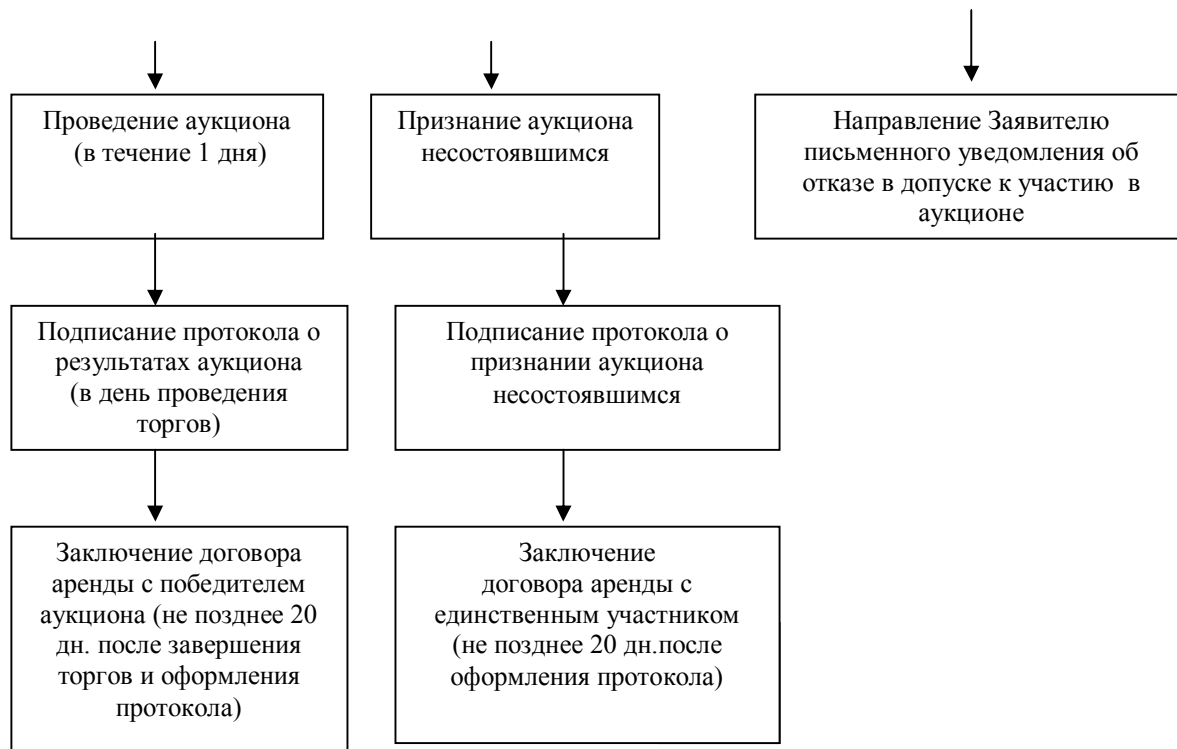 Проведение аукциона
(в течение 1 дня)
Признание аукциона
несостоявшимся
Направление Заявителю
письменного уведомления об
отказе в допуске к участию в
аукционе
Подписание протокола о
результатах аукциона
(в день проведения
торгов)
Подписание протокола о
признании аукциона
несостоявшимся
Заключение договора
аренды с победителем
аукциона (не позднее 20
дн. после завершения
торгов и оформления
протокола)
Заключение
договора аренды с
единственным участником
(не позднее 20 дн.после
оформления протокола)